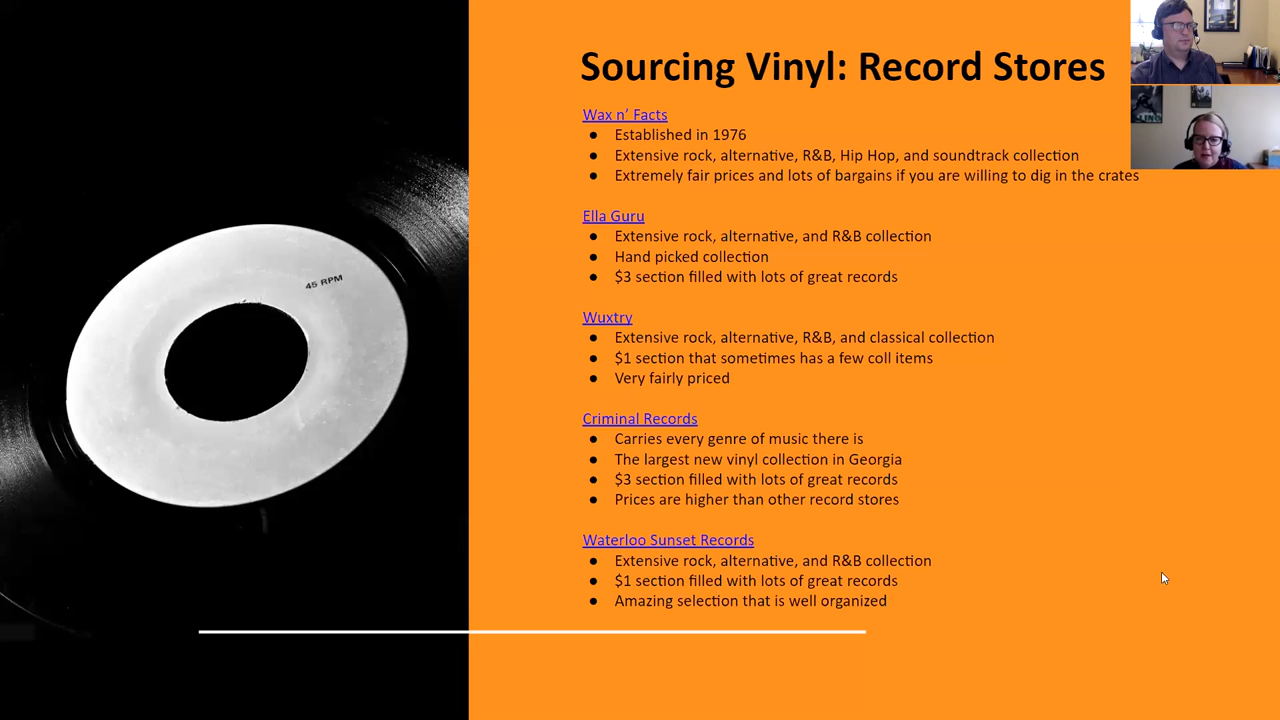 Sourcing Vinyl: Record Stores
Wax n’ Facts
● Established in 1976
● Extensive rock, alternative, R&B, Hip Hop, and soundtrack collection
● Extremely fair prices and lots of bargains if you are willing to dig in the crates
Ella Guru
● Extensive rock, alternative, and R&B collection
● Hand picked collection
● $3 section filled with lots of great records
Wuxtry
● Extensive rock, alternative, R&B, and classical collection
● $1 section that sometimes has a few coll items
● Very fairly priced
Criminal Records
● Carries every genre of music there is
● The largest new vinyl collection in Georgia
● $3 section filled with lots of great records
● Prices are higher than other record stores
Waterloo Sunset Records
● Extensive rock, alternative, and R&B collection
● $1 section filled with lots of great records
● Amazing selection that is well organized
45 RPM